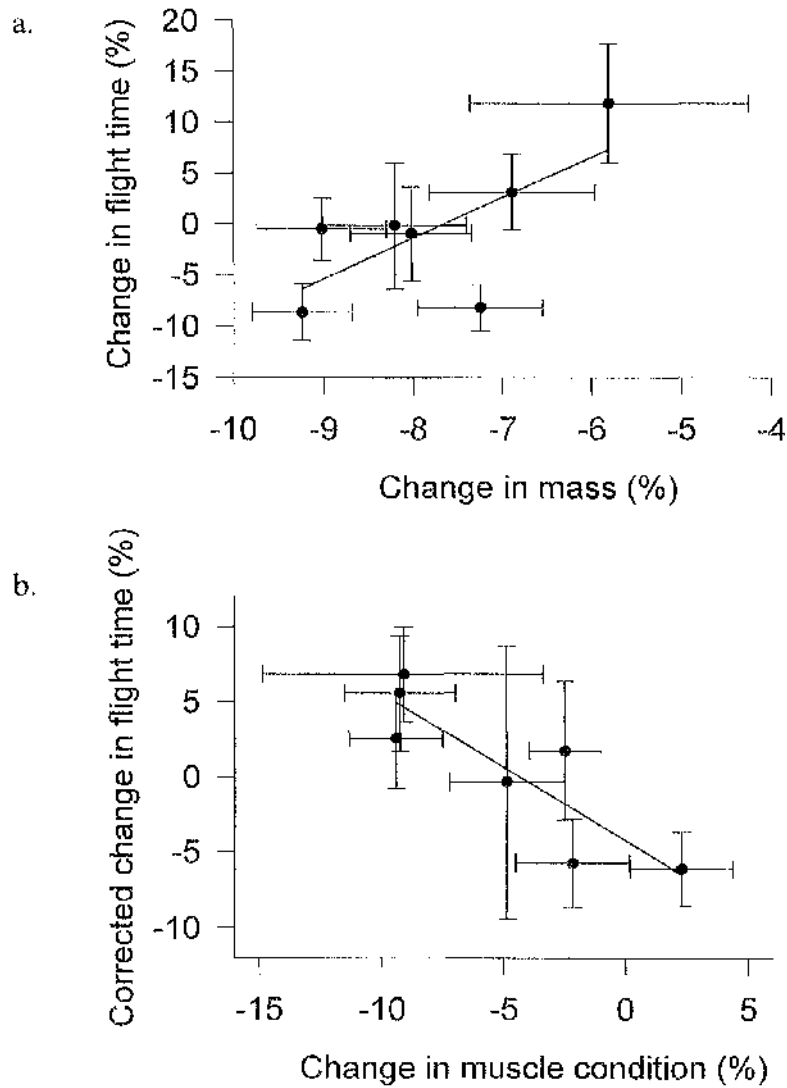 a.
Change in flight time (%)
20
15
10
5
0
-5
-10
-15
-10 -9 -8 -7 -6 -5 -4
Change in mass (%)
b.
Corrected change in flight time (%)
10
5
0
-5
-10
-15 -10 -5 0 5
Change in muscle condition (%)